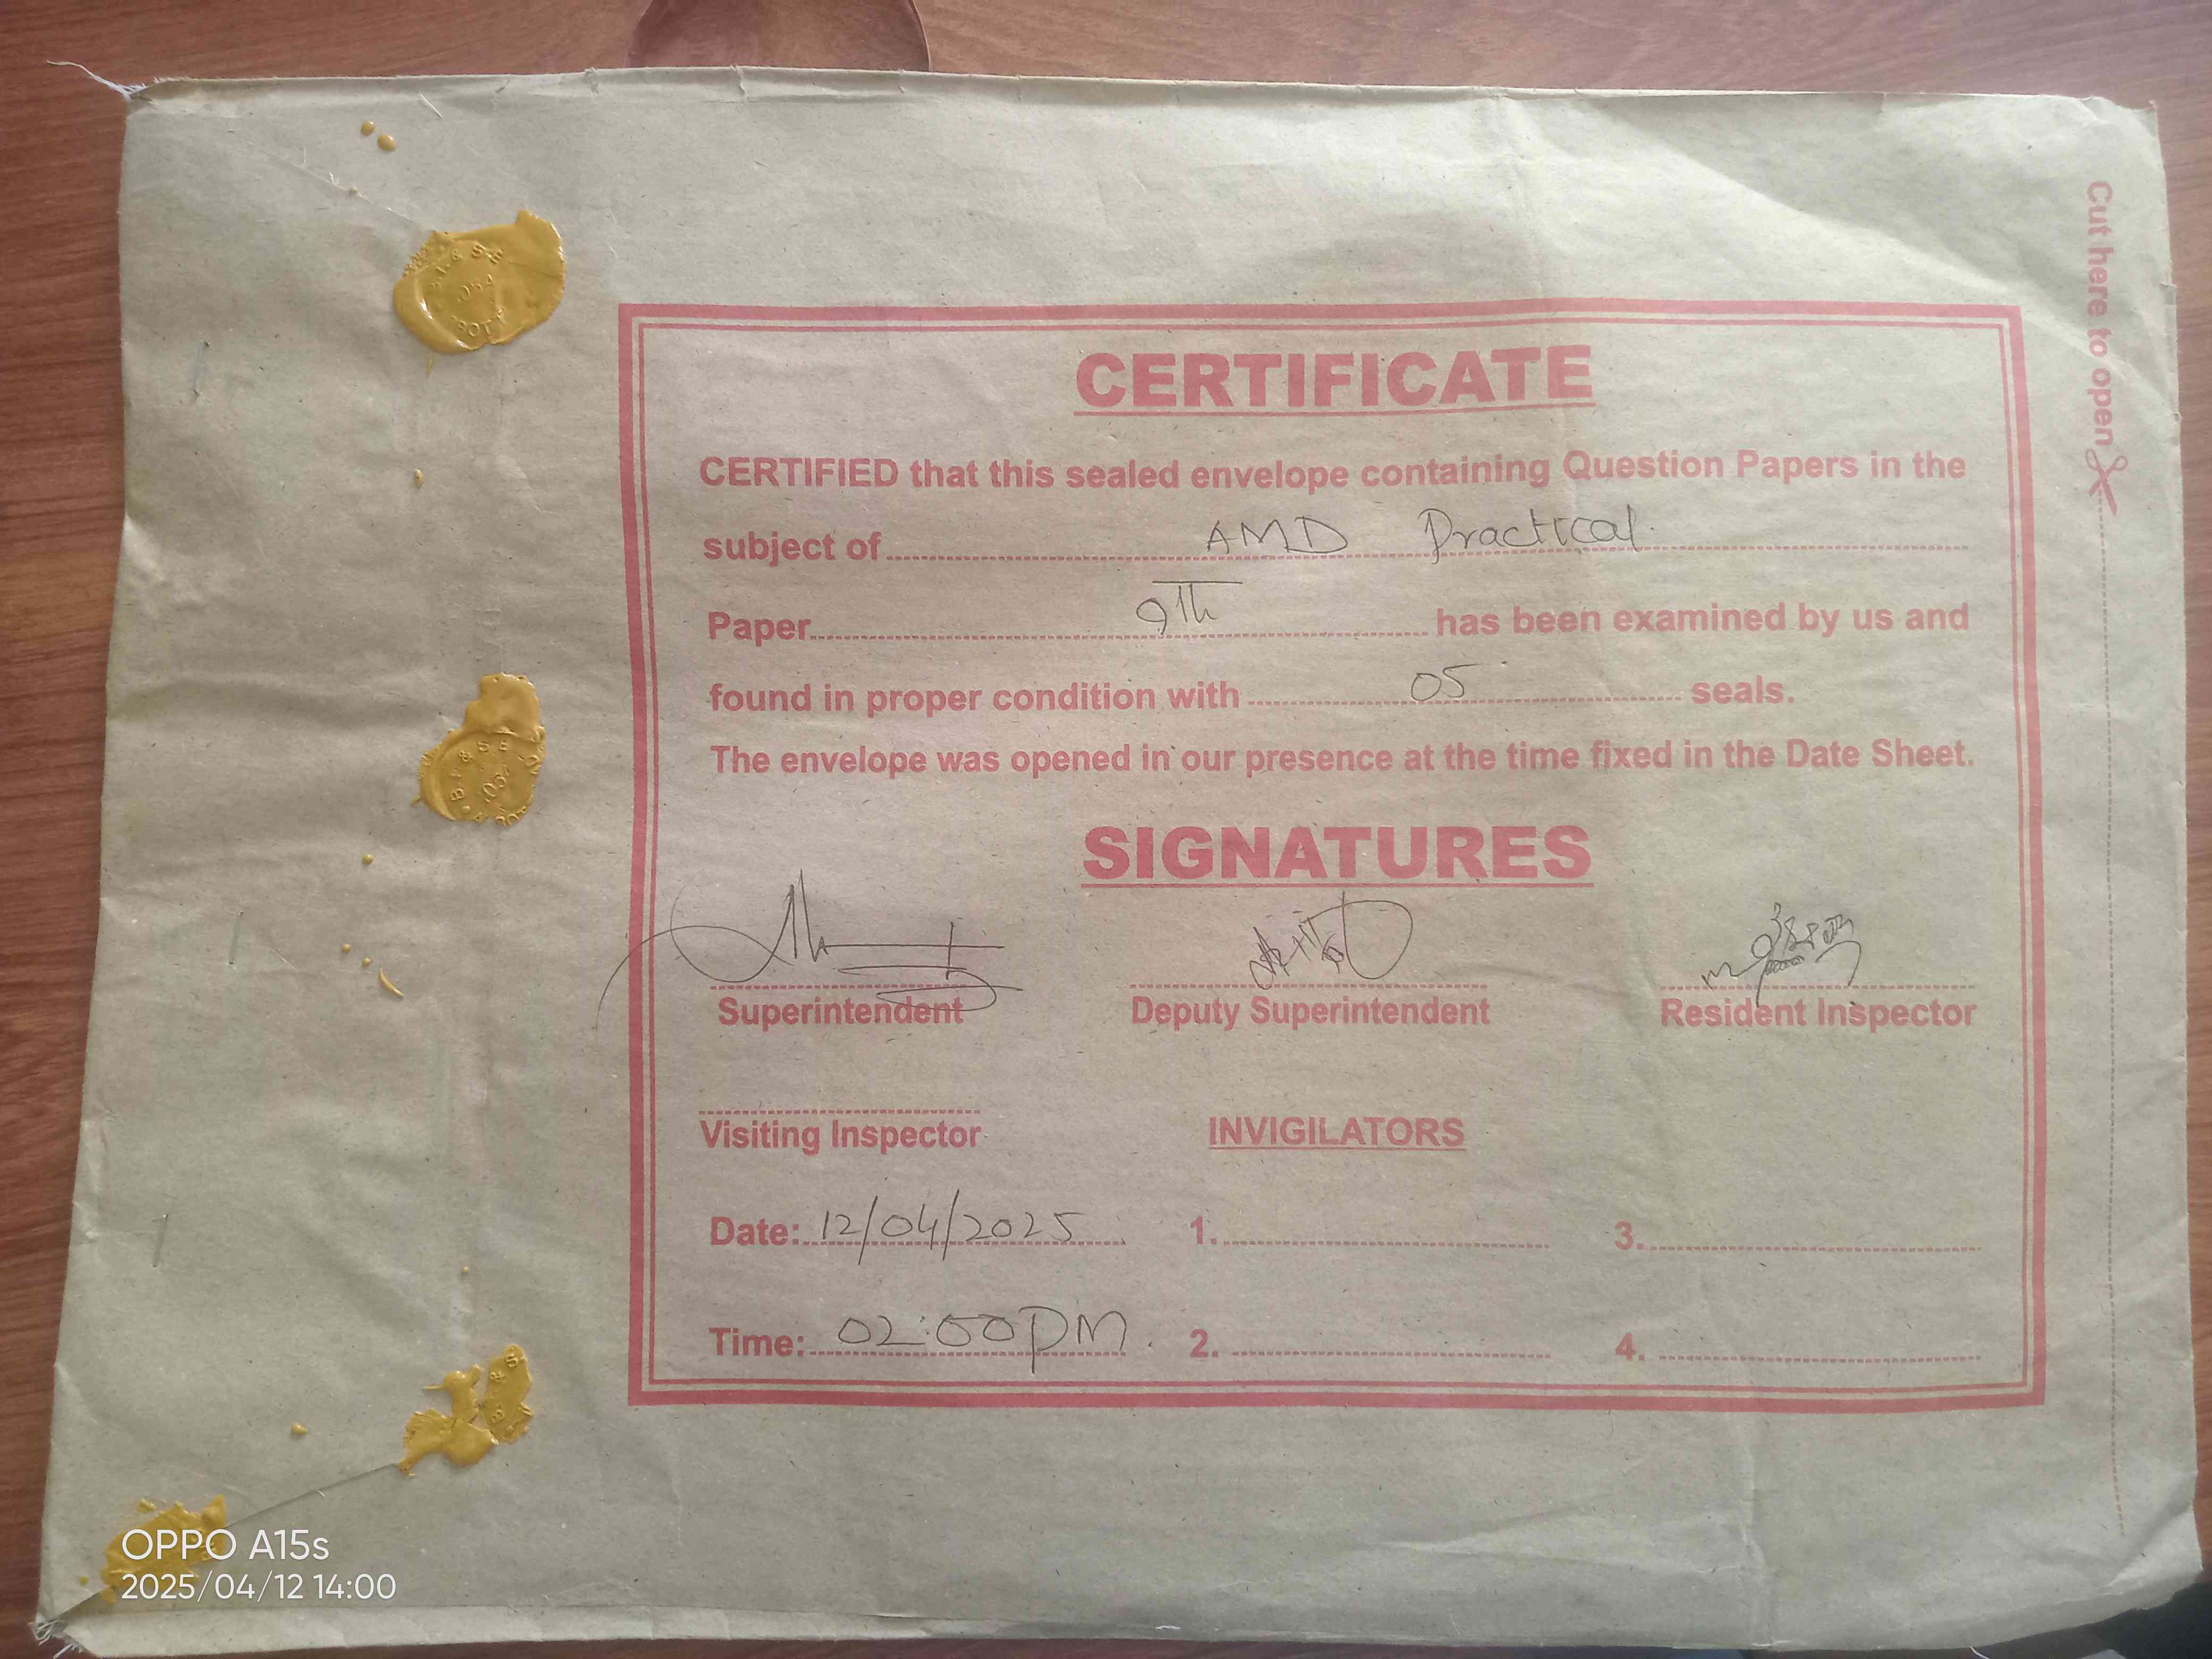 Cut here to open
CERTIFICATE
CERTIFIED that this sealed envelope containing Question Papers in the
subject of AMD Practical
Paper 9Th has been examined by us and
found in proper condition with 05 seals.
The envelope was opened in our presence at the time fixed in the Date Sheet.
SIGNATURES
Superintendent Deputy Superintendent Resident Inspector
Visiting Inspector INVIGILATORS
Date: 12/04/2025 1. 3.
Time: 02:00 PM. 2. 4.
B I & S E
OPPO A15s
2025/04/12 14:00